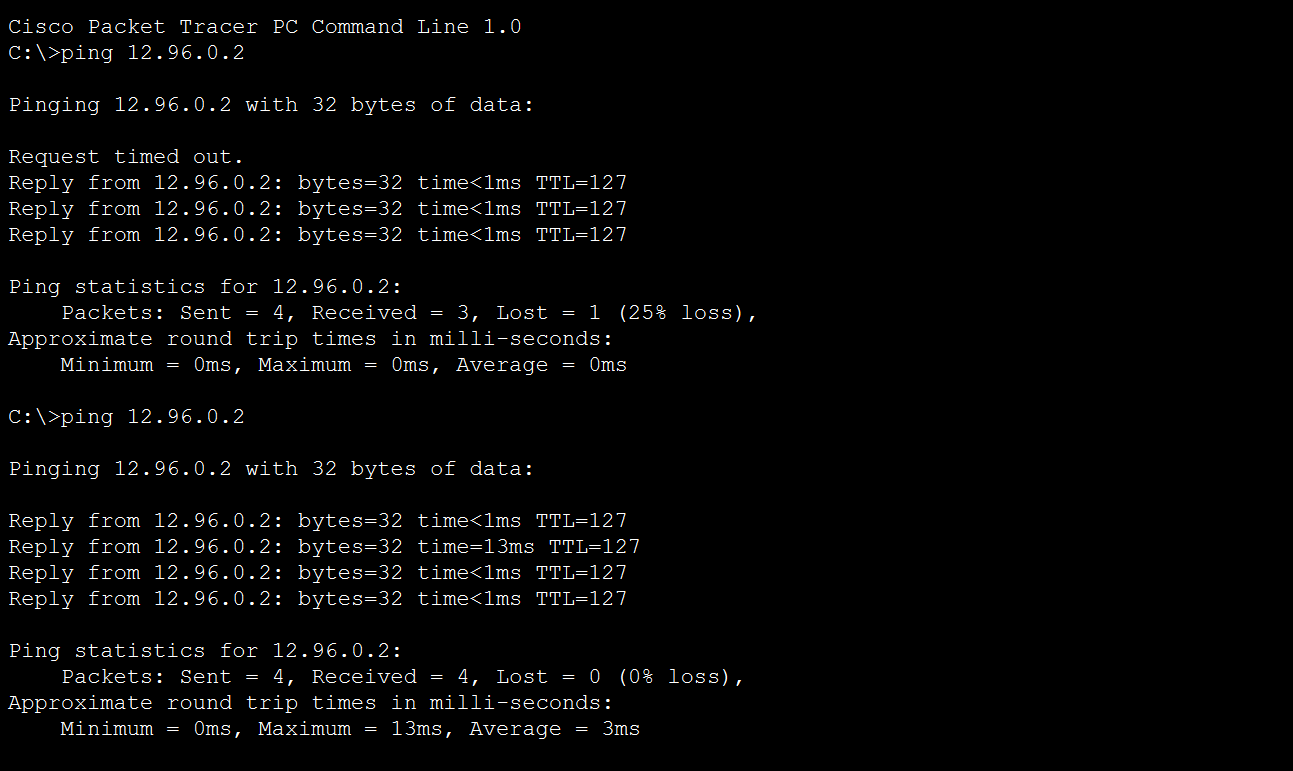 Cisco Packet Tracer PC Command Line 1.0
C:\>ping 12.96.0.2
Pinging 12.96.0.2 with 32 bytes of data:
Request timed out.
Reply from 12.96.0.2: bytes=32 time<1ms TTL=127
Reply from 12.96.0.2: bytes=32 time<1ms TTL=127
Reply from 12.96.0.2: bytes=32 time<1ms TTL=127
Ping statistics for 12.96.0.2:
Packets: Sent = 4, Received = 3, Lost = 1 (25% loss),
Approximate round trip times in milli-seconds:
Minimum = 0ms, Maximum = 0ms, Average = 0ms
C:\>ping 12.96.0.2
Pinging 12.96.0.2 with 32 bytes of data:
Reply from 12.96.0.2: bytes=32 time<1ms TTL=127
Reply from 12.96.0.2: bytes=32 time=13ms TTL=127
Reply from 12.96.0.2: bytes=32 time<1ms TTL=127
Reply from 12.96.0.2: bytes=32 time<1ms TTL=127
Ping statistics for 12.96.0.2:
Packets: Sent = 4, Received = 4, Lost = 0 (0% loss),
Approximate round trip times in milli-seconds:
Minimum = 0ms, Maximum = 13ms, Average = 3ms